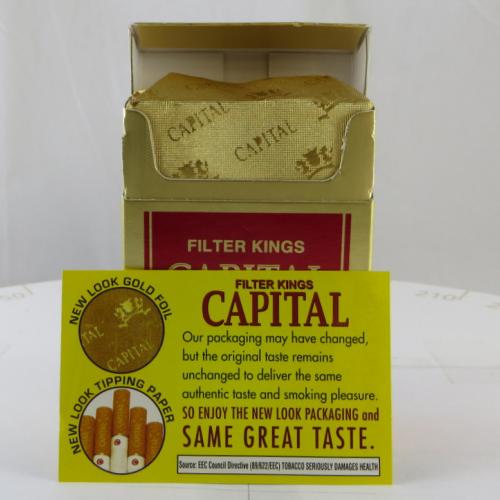 CAPITAL CAPITAL
FILTER KINGS
CAPITAL
NEW LOOK GOLD FOIL
TAL
CAPITAL
NEW LOOK TIPPING PAPER
FILTER KINGS
CAPITAL
Our packaging may have changed,
but the original taste remains
unchanged to deliver the same
authentic taste and smoking pleasure.
SO ENJOY THE NEW LOOK PACKAGING and
SAME GREAT TASTE.
Source: EEC Council Directive (89/622/EEC) TOBACCO SERIOUSLY DAMAGES HEALTH
210